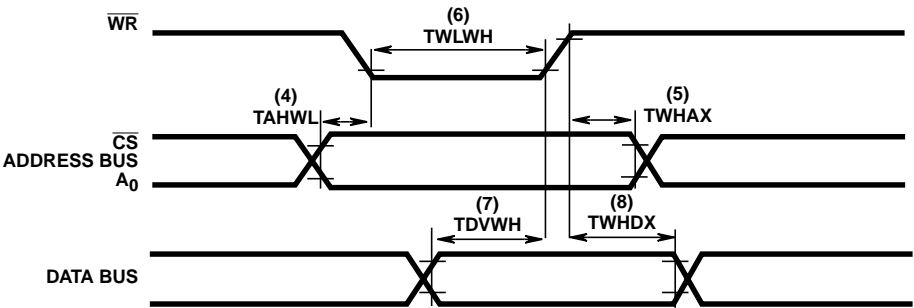 WR
(6)
TWLWH
(4)
TAHWL
(5)
TWHAX
CS
ADDRESS BUS
A0
(7)
TDVWH
(8)
TWHDX
DATA BUS